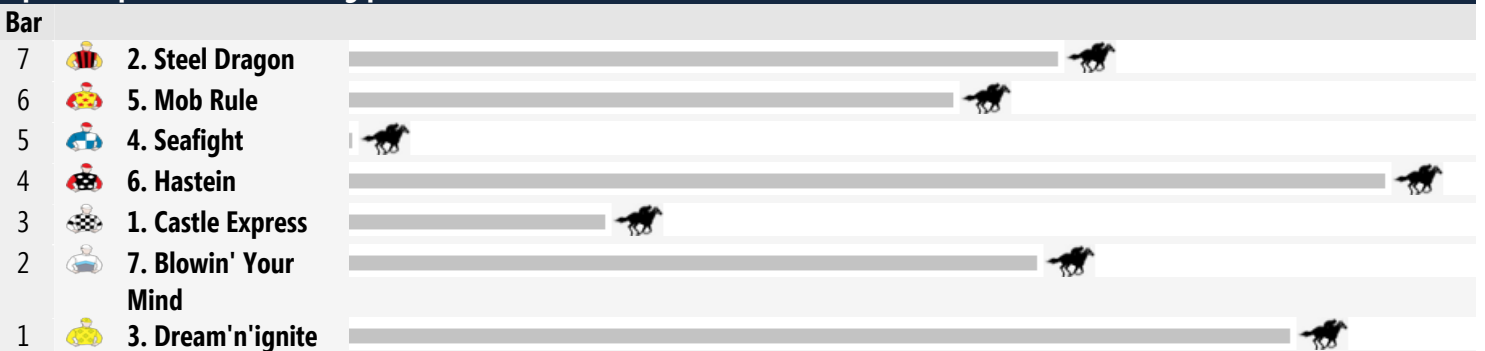 Bar
7 2. Steel Dragon
6 5. Mob Rule
5 4. Seafight
4 6. Hastein
3 1. Castle Express
2 7. Blowin' Your
Mind
1 3. Dream'n'ignite